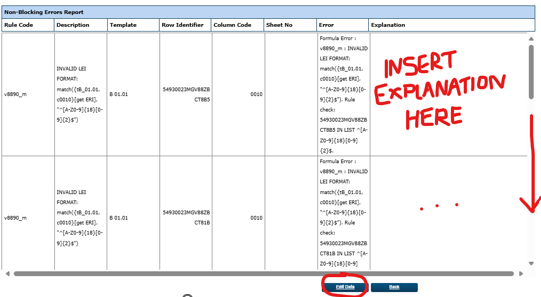 Non-Blocking Errors Report
Rule Code Description Template Row Identifier Column Code Sheet No Error Explanation
v8890_m
INVALID LEI
FORMAT:
match({tB_01.01,
c0010}[get ERI],
"^[A-Z0-9]{18}[0-
9]{2}$")
B 01.01
54930023MGV88ZB
CT8B5
0010
Formula Error :
v8890_m : INVALID
LEI FORMAT:
match({tB_01.01,
c0010}[get ERI],
"^[A-Z0-9]{18}[0-
9]{2}$"). Rule
check:
54930023MGV88ZB
CT8B5 IN LIST ^[A-
Z0-9]{18}[0-9]
{2}$.
INSERT
EXPLANATION
HERE
v8890_m
INVALID LEI
FORMAT:
match({tB_01.01,
c0010}[get ERI],
"^[A-Z0-9]{18}[0-
9]{2}$")
B 01.01
54930023MGV88ZB
CT81B
0010
Formula Error :
v8890_m : INVALID
LEI FORMAT:
match({tB_01.01,
c0010}[get ERI],
"^[A-Z0-9]{18}[0-
9]{2}$"). Rule
check:
54930023MGV88ZB
CT81B IN LIST ^[A-
Z0-9]{18}[0-9]
...
Edit Data Back